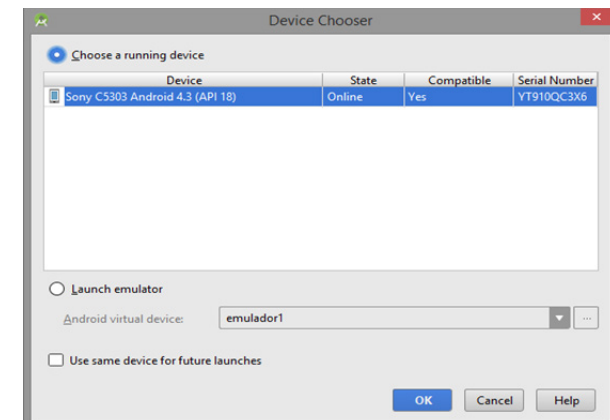 Device Chooser
Choose a running device
Device State Compatible Serial Number
Sony C5303 Android 4.3 (API 18) Online Yes YT910QC3X6
Launch emulator
Android virtual device: emulador1 ...
Use same device for future launches
OK Cancel Help